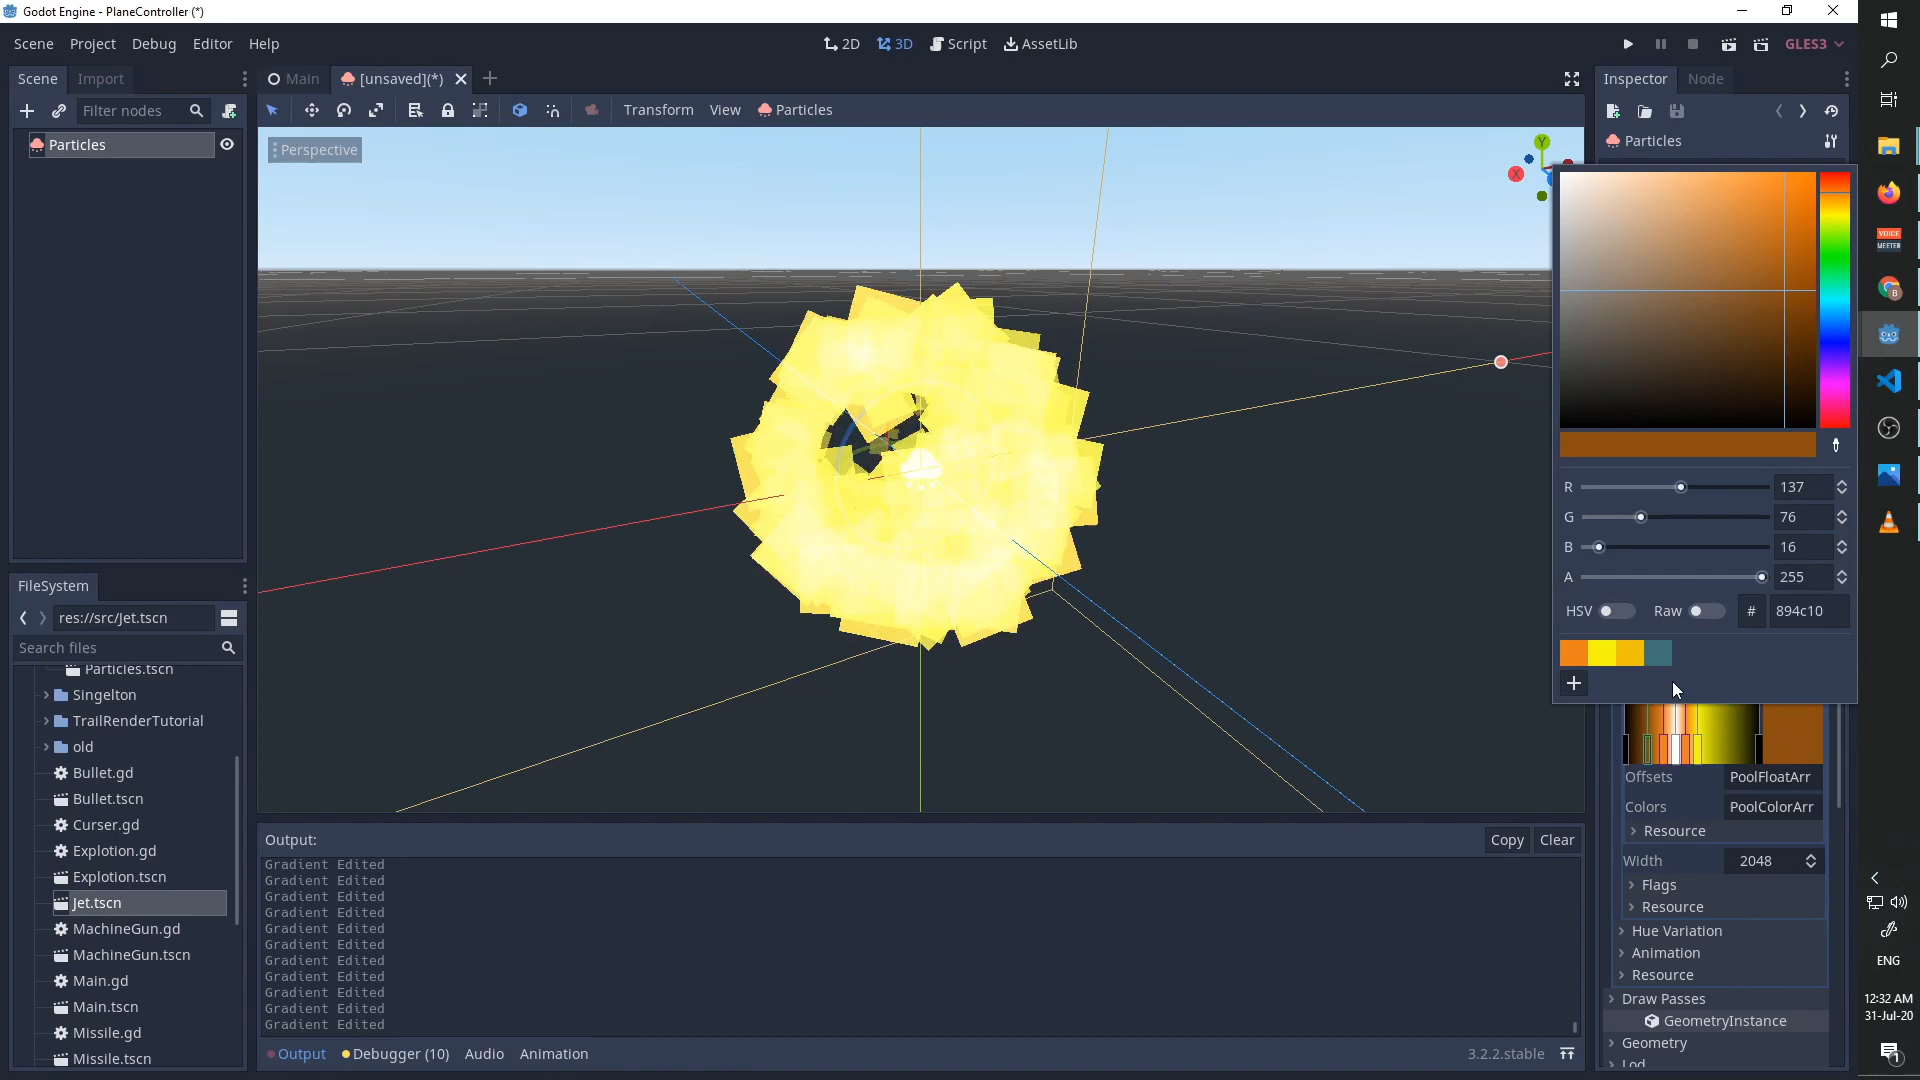 Godot Engine - PlaneController (*)
Scene Project Debug Editor Help
2D 3D Script AssetLib
GLES3
Scene Import
Main [unsaved](*)
Inspector Node
Filter nodes
Transform View Particles
Particles
Perspective
Particles
Y
X
VOICE
MEETER
B
R 137
G 76
B 16
A 255
HSV Raw # 894c10
FileSystem
res://src/Jet.tscn
Search files
Particles.tscn
Singelton
TrailRenderTutorial
old
Bullet.gd
Bullet.tscn
Curser.gd
Explotion.gd
Explotion.tscn
Jet.tscn
MachineGun.gd
MachineGun.tscn
Main.gd
Main.tscn
Missile.gd
Missile.tscn
Output: Copy Clear
Gradient Edited
Gradient Edited
Gradient Edited
Gradient Edited
Gradient Edited
Gradient Edited
Gradient Edited
Gradient Edited
Gradient Edited
Gradient Edited
Gradient Edited
Output Debugger (10) Audio Animation 3.2.2.stable
Offsets PoolFloatArr
Colors PoolColorArr
Resource
Width 2048
Flags
Resource
Hue Variation
Animation
Resource
Draw Passes
GeometryInstance
Geometry
Lod
ENG
12:32 AM
31-Jul-20
1